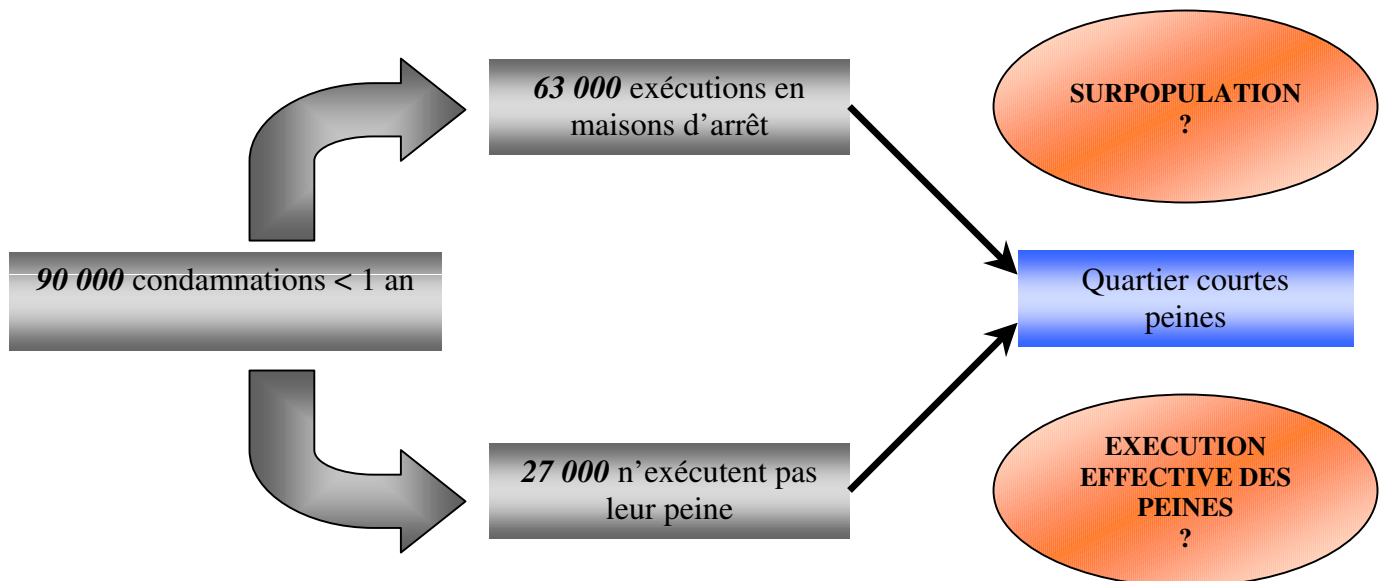 63 000 exécutions en
maisons d’arrêt
SURPOPULATION
?
90 000 condamnations < 1 an
Quartier courtes
peines
27 000 n’exécutent pas
leur peine
EXECUTION
EFFECTIVE DES
PEINES
?